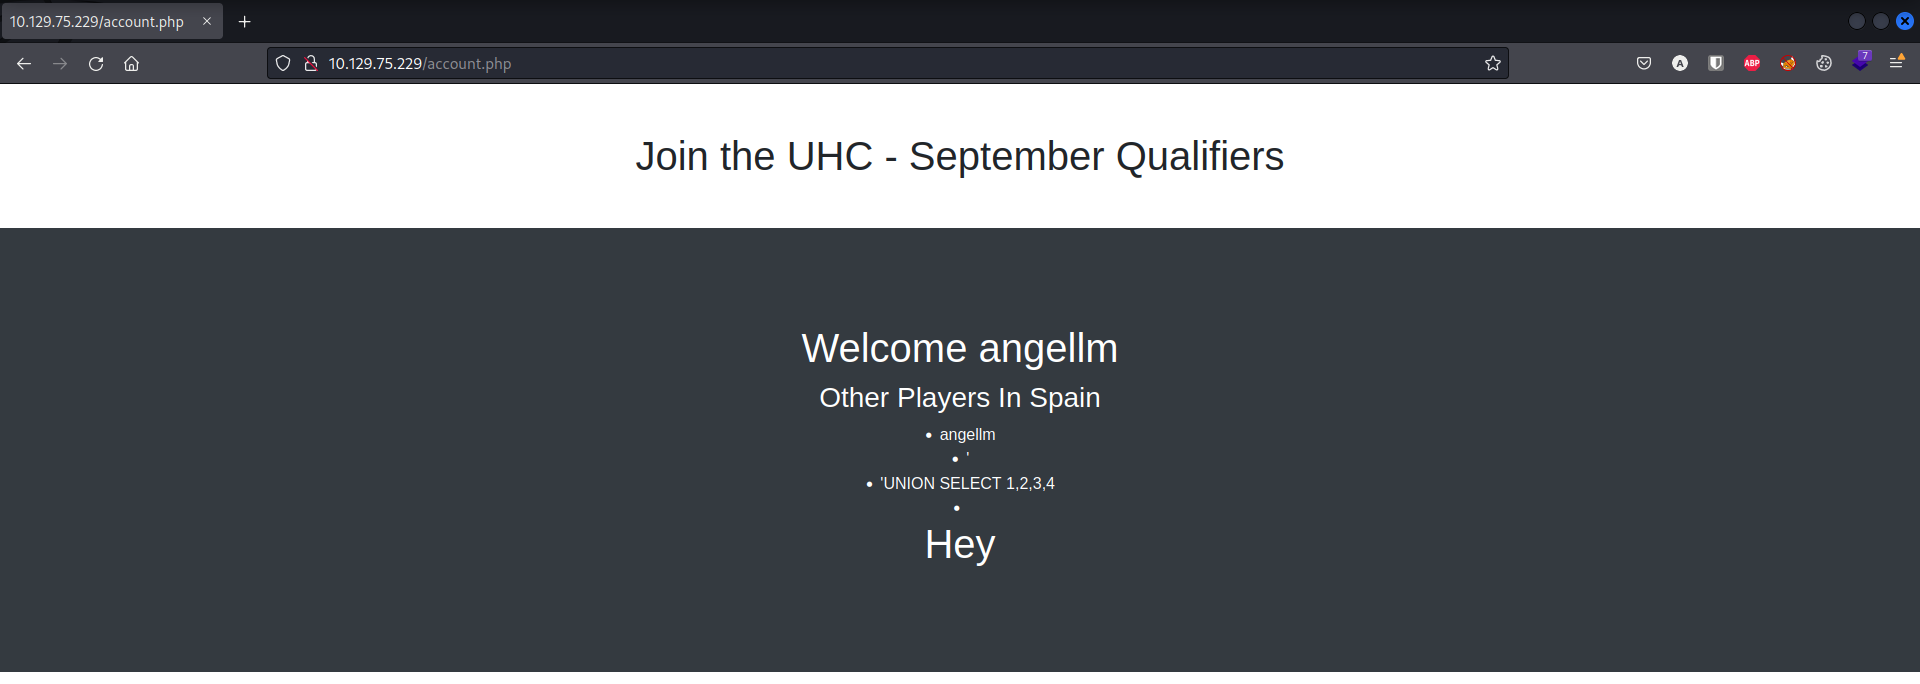 10.129.75.229/account.php
10.129.75.229/account.php
A
ABP
7
Join the UHC - September Qualifiers
Welcome angellm
Other Players In Spain
• angellm
• '
• 'UNION SELECT 1,2,3,4
•
Hey